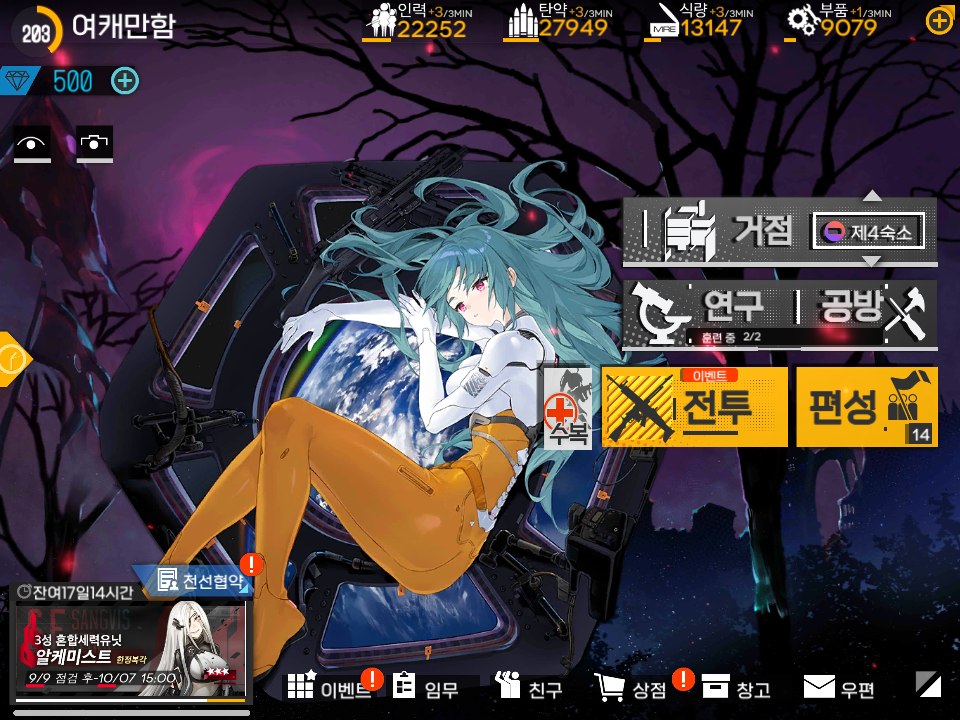 203 여캐만함
인력 +3/3MIN
22252
탄약 +3/3MIN
27949
식량 +3/3MIN
MRE 13147
부품 +1/3MIN
9079
500
거점 제4숙소
연구 공방
훈련 중 2/2
수복
이벤트
전투
편성
14
천선협약
잔여17일14시간
SANGVIS
3성 혼합세력유닛
알케미스트 한정복각
9/9 점검 후-10/07 15:00
이벤트 임무 친구 상점 창고 우편